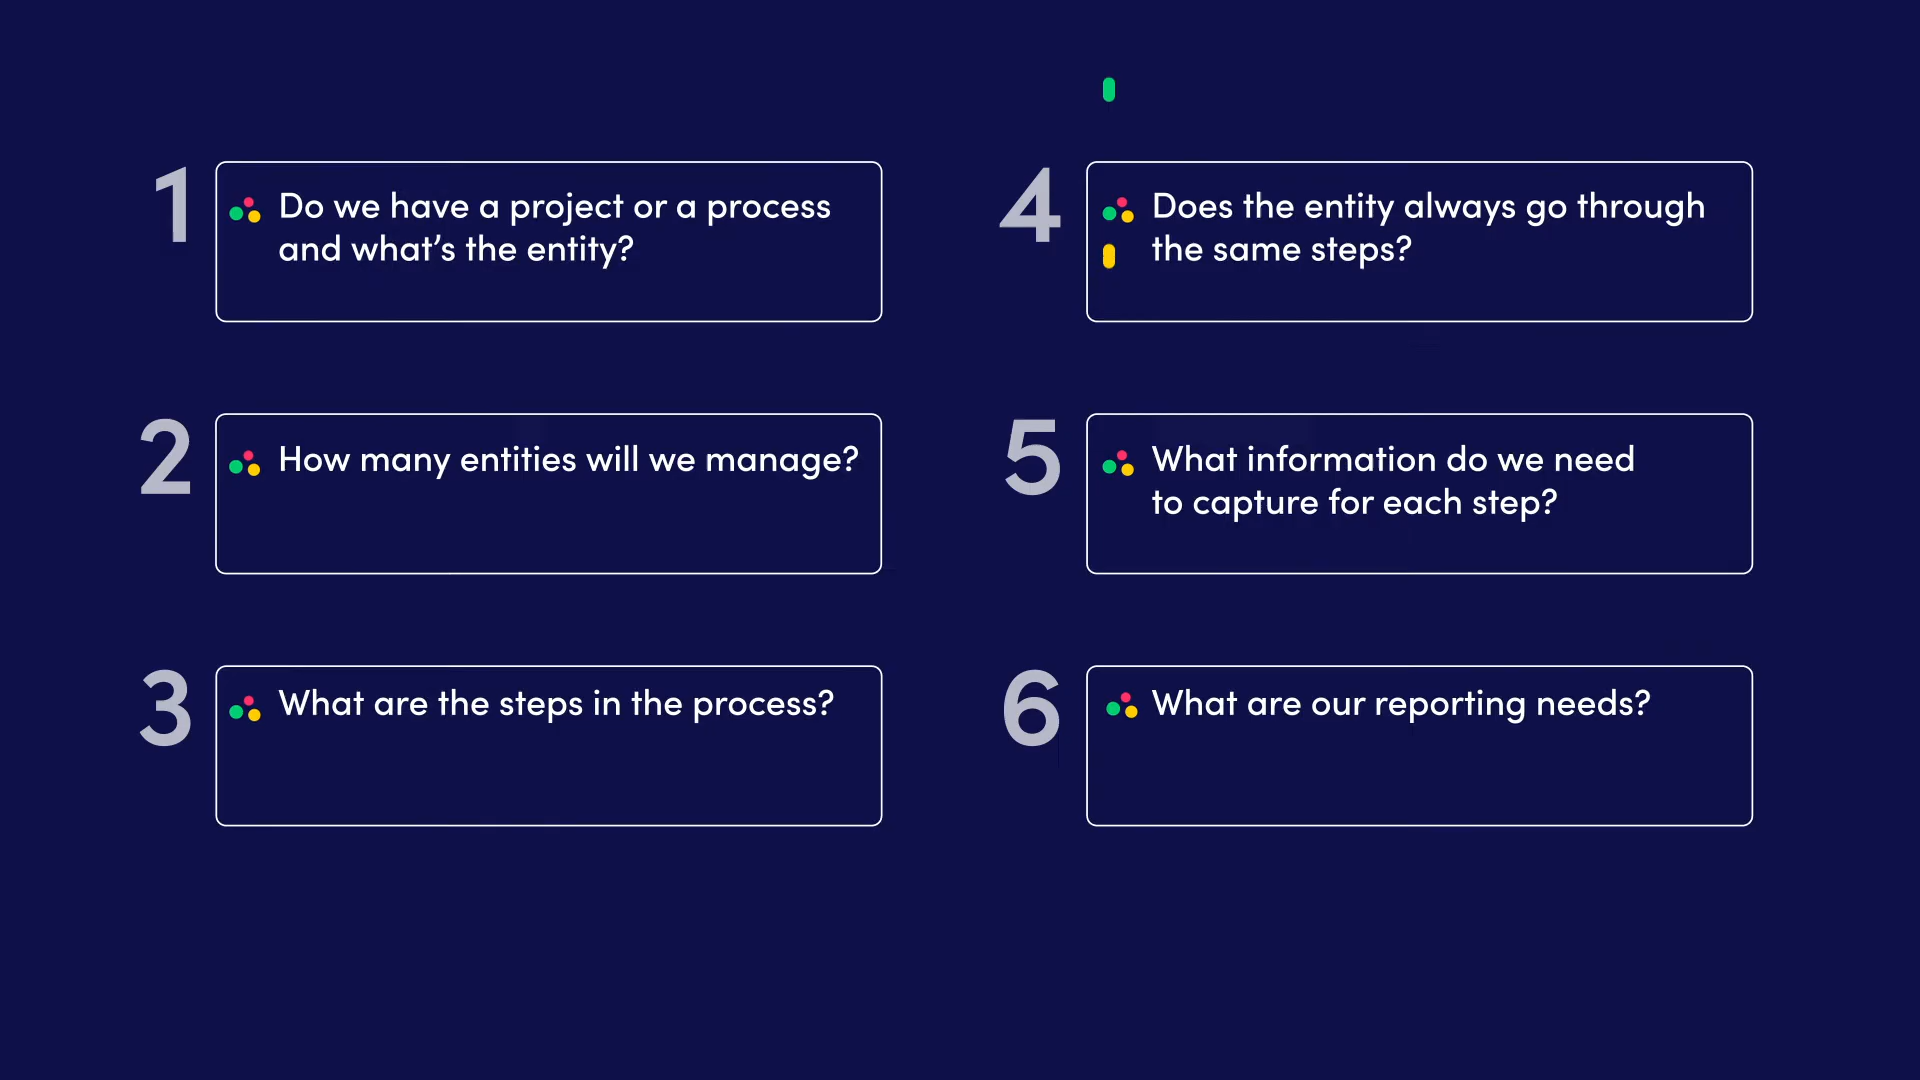 1
Do we have a project or a process
and what’s the entity?
2
How many entities will we manage?
3
What are the steps in the process?
4
Does the entity always go through
the same steps?
5
What information do we need
to capture for each step?
6
What are our reporting needs?